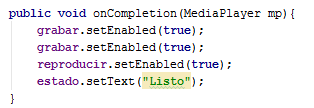 public void onCompletion(MediaPlayer mp){
grabar.setEnabled(true);
grabar.setEnabled(true);
reproducir.setEnabled(true);
estado.setText("Listo");
}